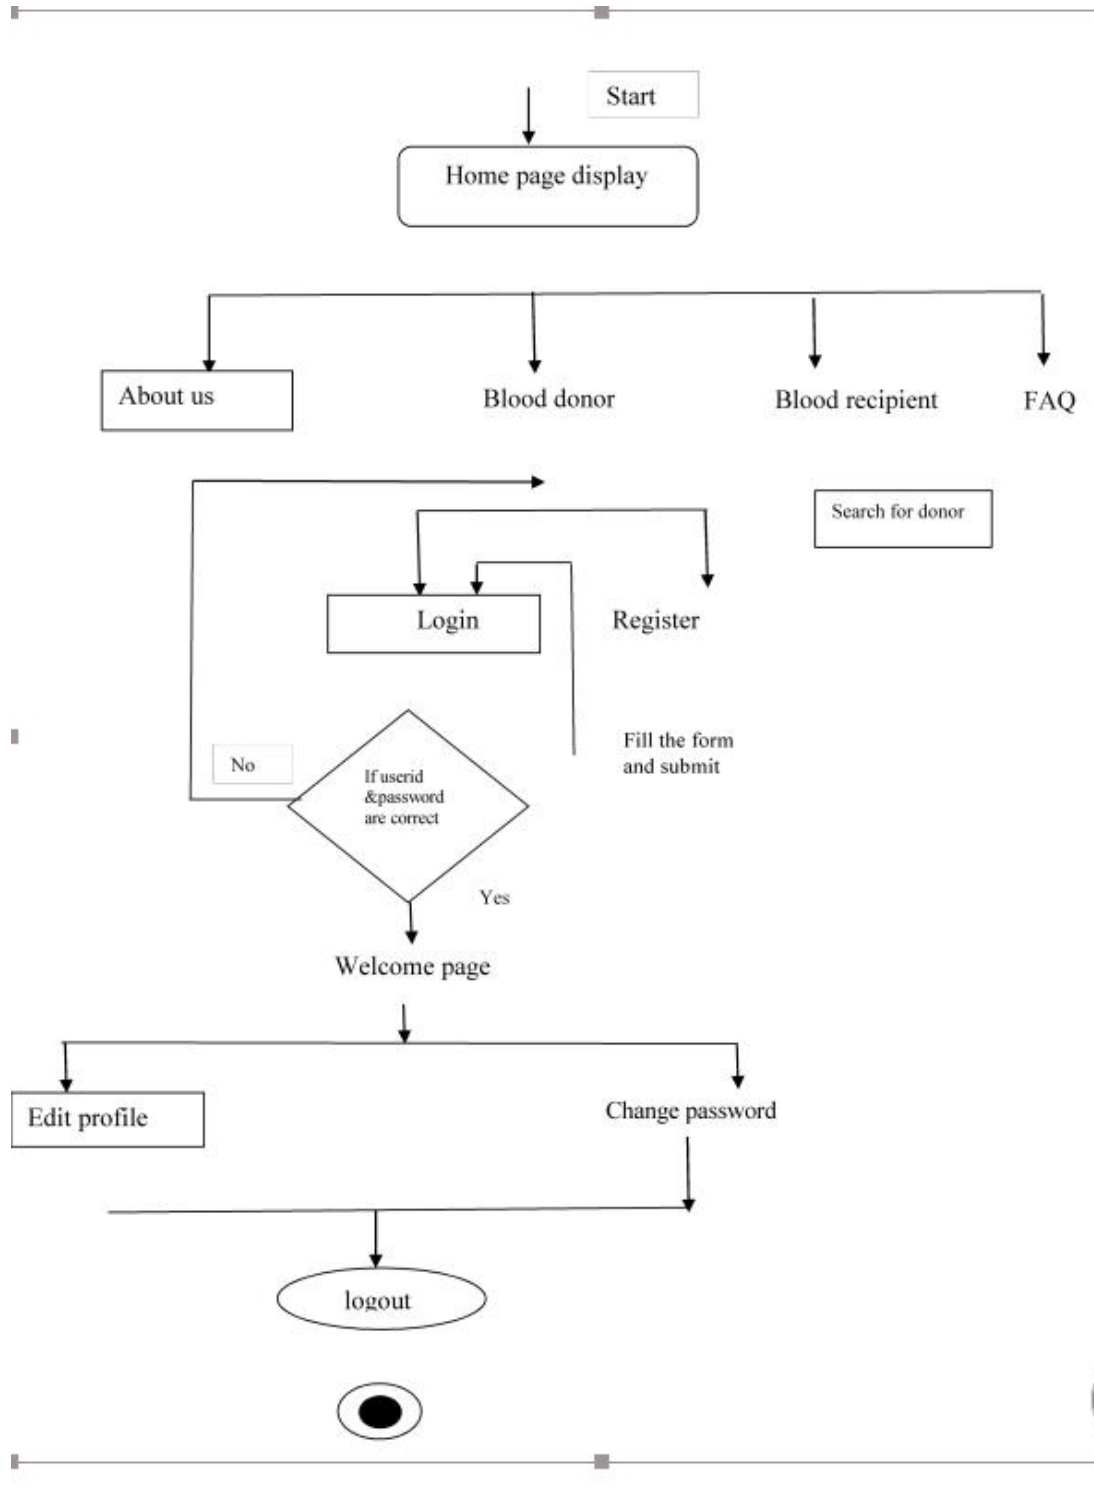 Start
Home page display
About us
Blood donor
Blood recipient
FAQ
Search for donor
Login
Register
No
If userid
&password
are correct
Fill the form
and submit
Yes
Welcome page
Edit profile
Change password
logout